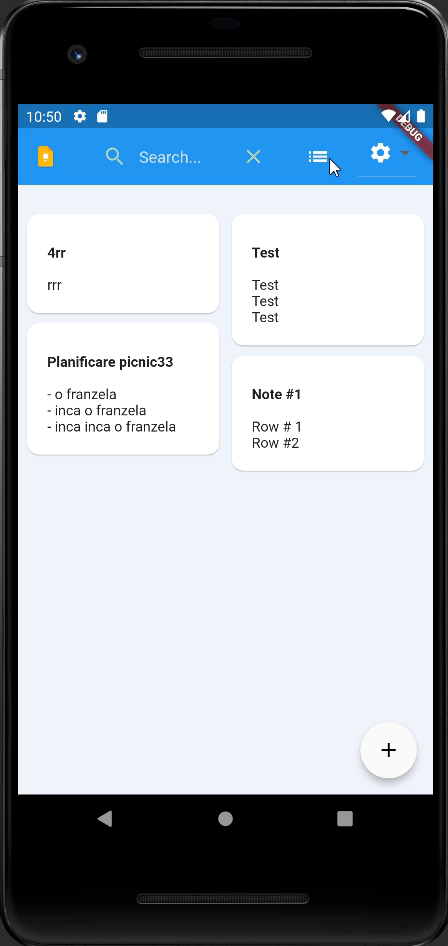 10:50
DEBUG
Search...
4rr
rrr
Test
Test
Test
Test
Planificare picnic33
- o franzela
- inca o franzela
- inca inca o franzela
Note #1
Row # 1
Row #2